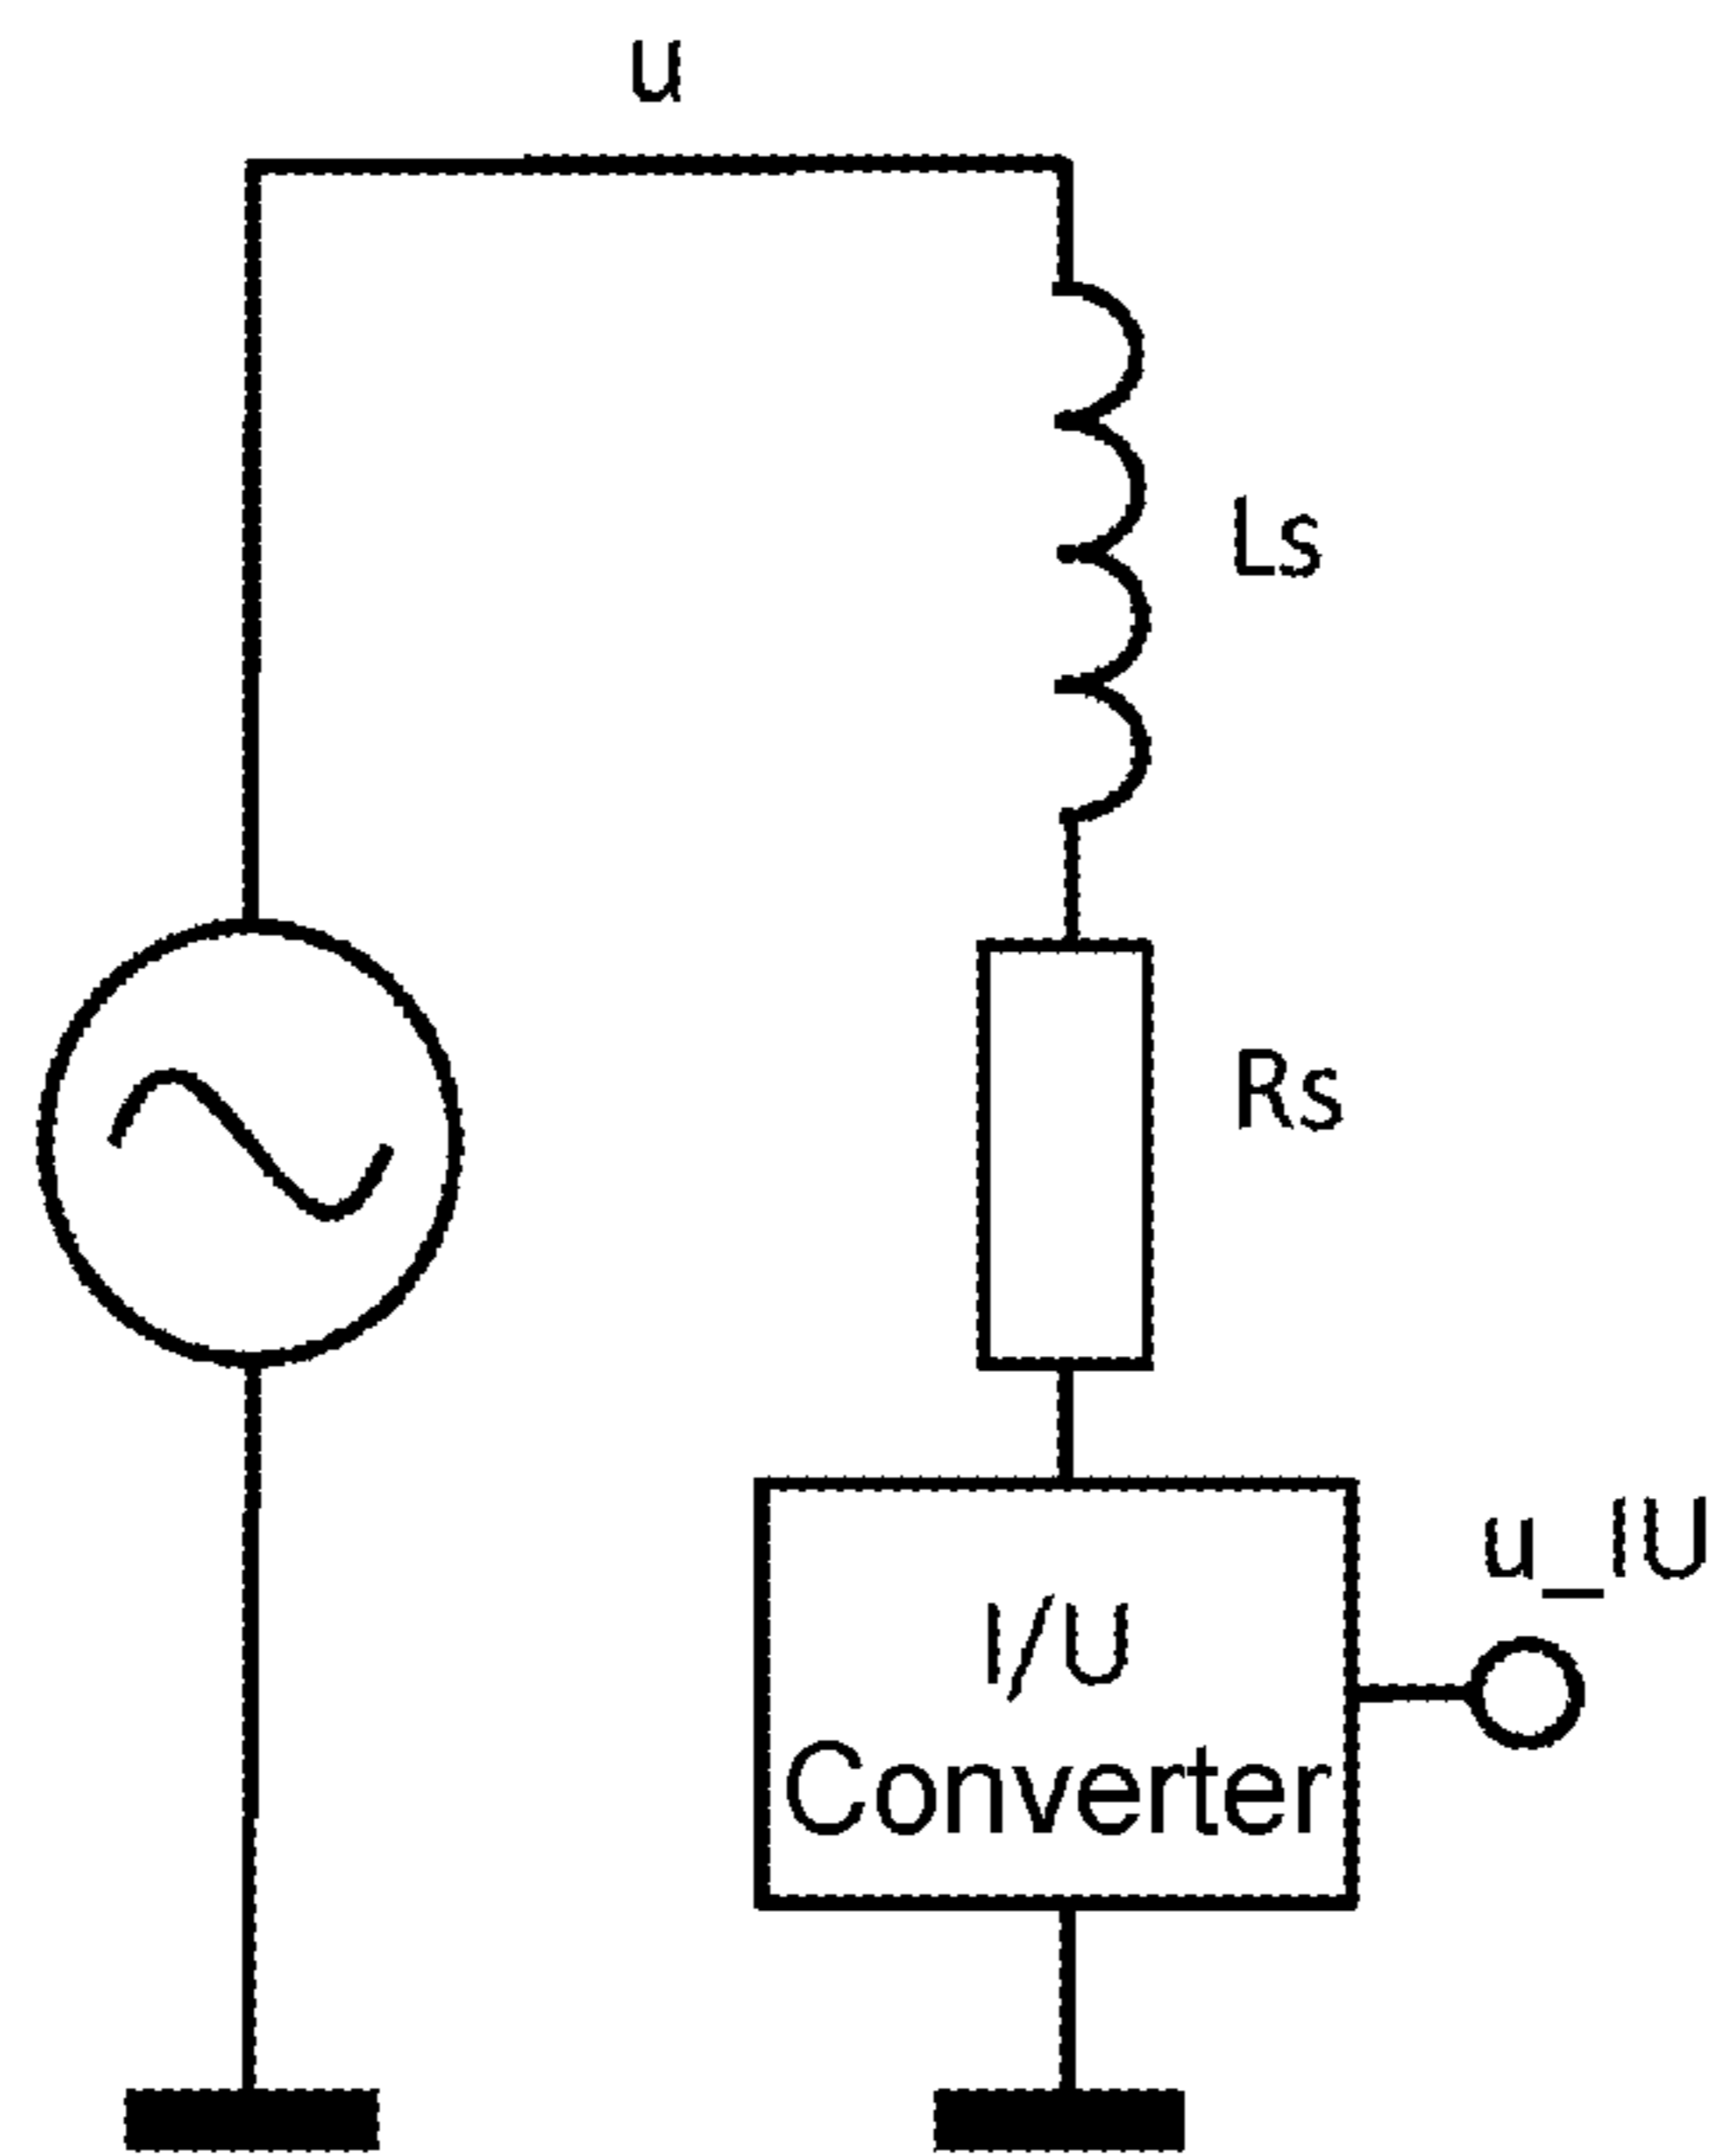 u
Ls
Rs
u_IU
I/U
Converter